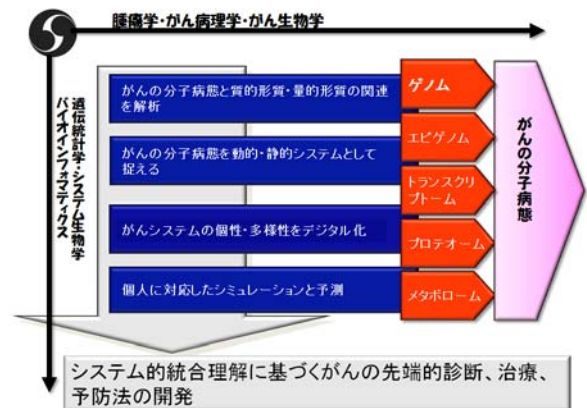 腫瘍学・がん病理学・がん生物学
遺伝統計学・システム生物学
バイオインフォマティクス
がんの分子病態と質的形質・量的形質の関連
を解析
がんの分子病態を動的・静的システムとして
捉える
がんシステムの個性・多様性をデジタル化
個人に対応したシミュレーションと予測
ゲノム
エピゲノム
トランスクリ
プトーム
プロテオーム
メタボローム
がんの分子病態
システム的統合理解に基づくがんの先端的診断、治療、
予防法の開発